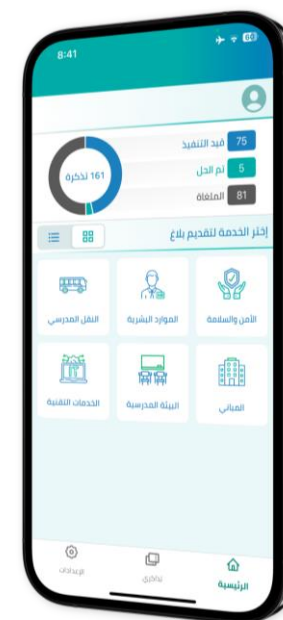 8:41
60
75 قيد التنفيذ
5 تم الحل
81 الملغاة
161 تذكرة
إختر الخدمة لتقديم بلاغ
الأمن والسلامة
الموارد البشرية
النقل المدرسي
المباني
البيئة المدرسية
الخدمات التقنية
الرئيسية
تذاكري
الإعدادات